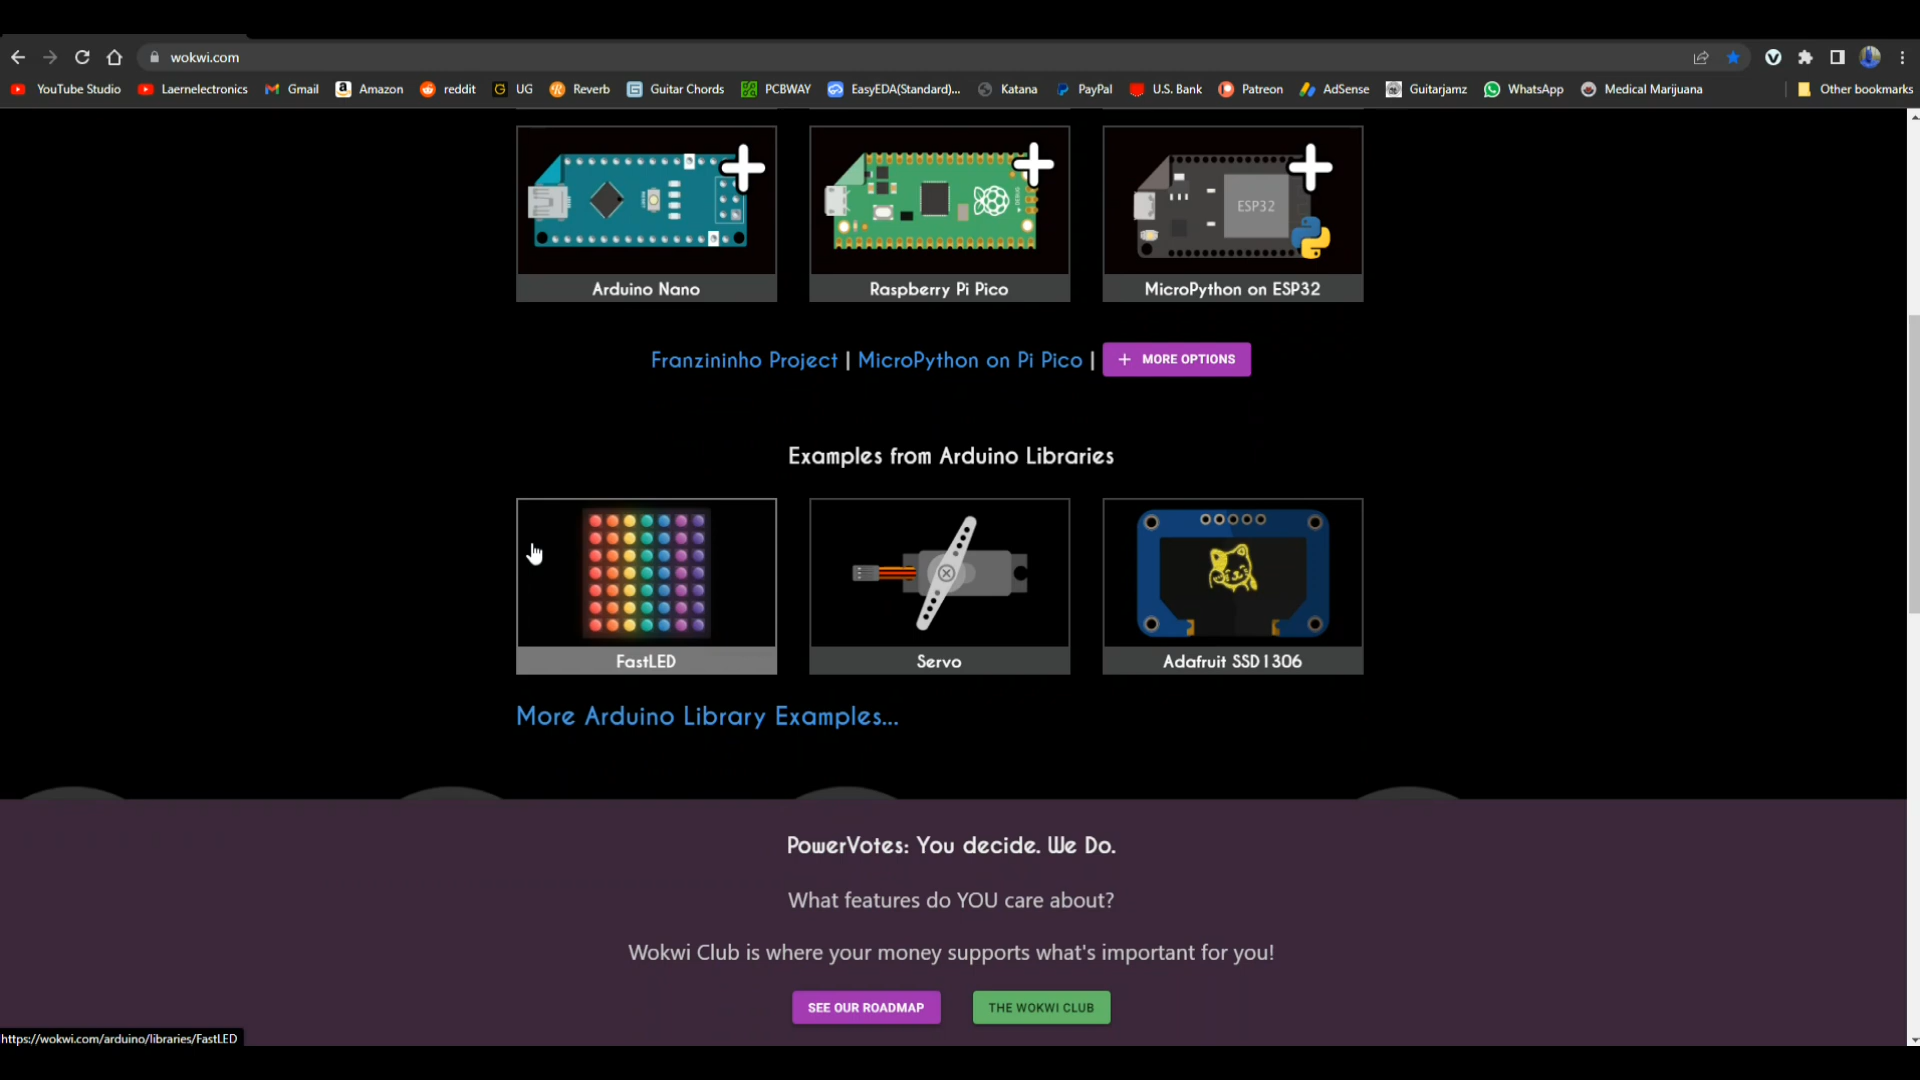 wokwi.com
YouTube Studio Laernelectronics Gmail Amazon reddit UG Reverb Guitar Chords PCBWAY EasyEDA(Standard)... Katana PayPal U.S. Bank Patreon AdSense Guitarjamz WhatsApp Medical Marijuana Other bookmarks
ESP32
Arduino Nano Raspberry Pi Pico MicroPython on ESP32
Franzininho Project | MicroPython on Pi Pico | + MORE OPTIONS
Examples from Arduino Libraries
FastLED Servo Adafruit SSD1306
More Arduino Library Examples...
PowerVotes: You decide. We Do.
What features do YOU care about?
Wokwi Club is where your money supports what's important for you!
SEE OUR ROADMAP THE WOKWI CLUB
https://wokwi.com/arduino/libraries/FastLED